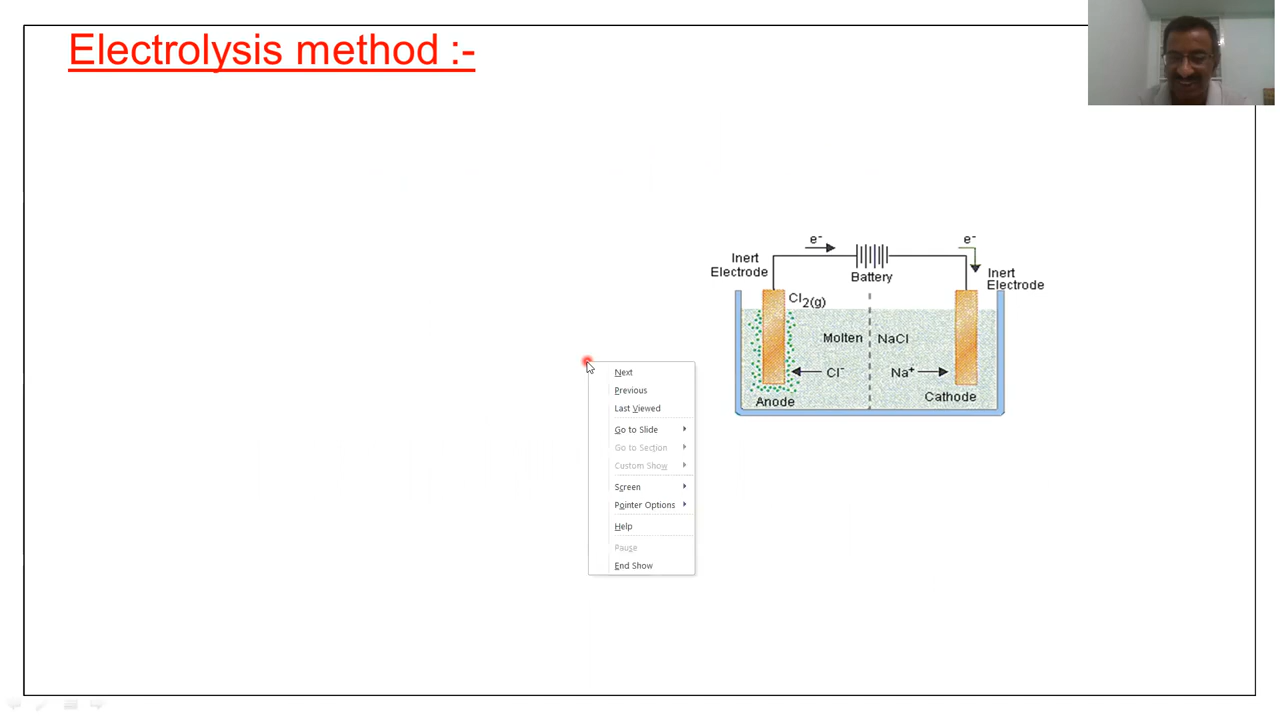 Electrolysis method :-
e⁻
e⁻
Inert
Electrode
Battery
Inert
Electrode
Cl₂(g)
Molten NaCl
Cl⁻
Na⁺
Anode
Cathode
Next
Previous
Last Viewed
Go to Slide
Go to Section
Custom Show
Screen
Pointer Options
Help
Pause
End Show